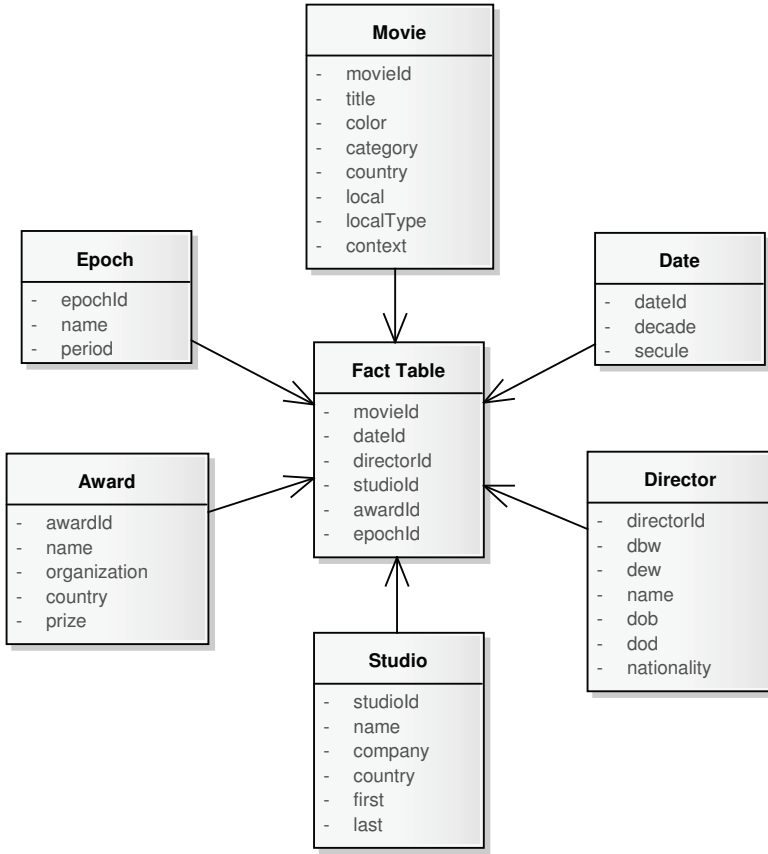 Movie
- movieId
- title
- color
- category
- country
- local
- localType
- context
Epoch
- epochId
- name
- period
Date
- dateId
- decade
- secule
Fact Table
- movieId
- dateId
- directorId
- studioId
- awardId
- epochId
Award
- awardId
- name
- organization
- country
- prize
Director
- directorId
- dbw
- dew
- name
- dob
- dod
- nationality
Studio
- studioId
- name
- company
- country
- first
- last